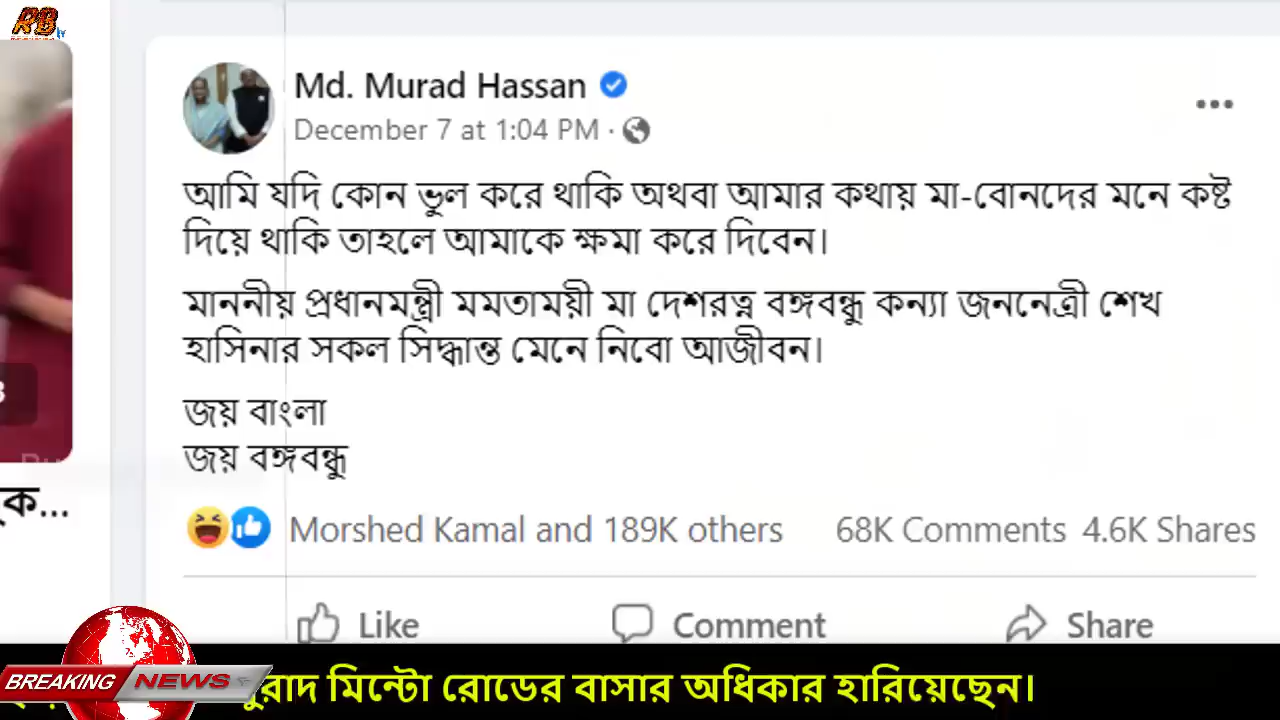 RB tv
Md. Murad Hassan
December 7 at 1:04 PM ·
আমি যদি কোন ভুল করে থাকি অথবা আমার কথায় মা-বোনদের মনে কষ্ট
দিয়ে থাকি তাহলে আমাকে ক্ষমা করে দিবেন।
মাননীয় প্রধানমন্ত্রী মমতাময়ী মা দেশরত্ন বঙ্গবন্ধু কন্যা জননেত্রী শেখ
হাসিনার সকল সিদ্ধান্ত মেনে নিবো আজীবন।
জয় বাংলা
জয় বঙ্গবন্ধু
Morshed Kamal and 189K others 68K Comments 4.6K Shares
Like Comment Share
BREAKING NEWS মুরাদ মিন্টো রোডের বাসার অধিকার হারিয়েছেন।